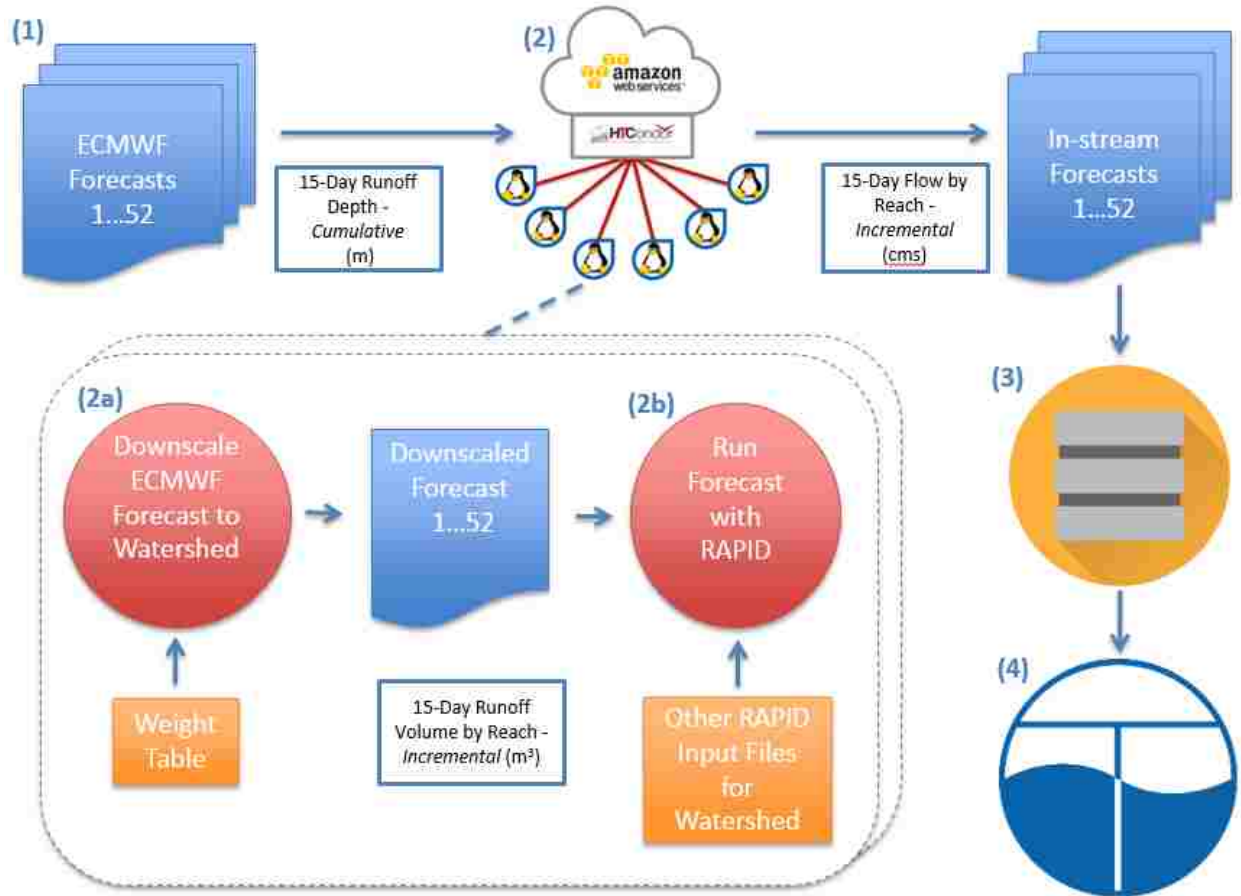 (1)
ECMWF
Forecasts
1...52
15-Day Runoff
Depth -
Cumulative
(m)
(2)
amazon
web services™
HTCondor
15-Day Flow by
Reach -
Incremental
(cms)
In-stream
Forecasts
1...52
(2a)
Downscale
ECMWF
Forecast to
Watershed
Downscaled
Forecast
1...52
(2b)
Run
Forecast
with
RAPID
Weight
Table
15-Day Runoff
Volume by Reach -
Incremental (m³)
Other RAPID
Input Files
for
Watershed
(3)
(4)